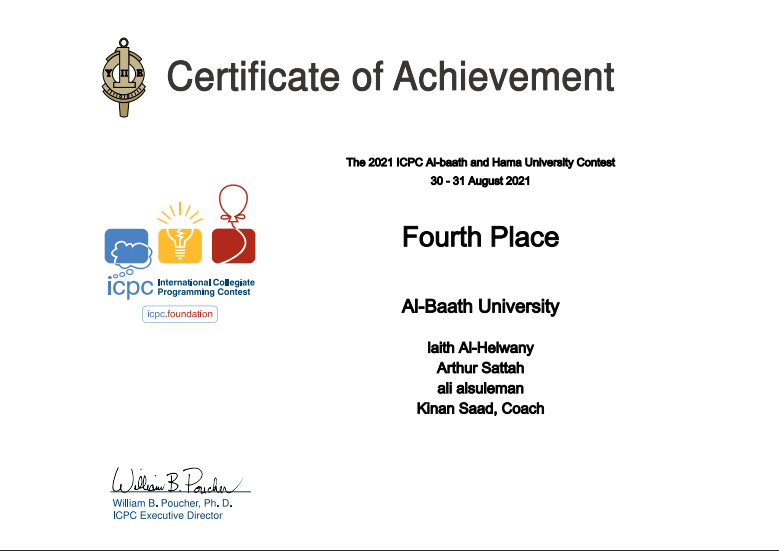 Certificate of Achievement
The 2021 ICPC Al-baath and Hama University Contest
30 - 31 August 2021
Fourth Place
Al-Baath University
laith Al-Helwany
Arthur Sattah
ali alsuleman
Kinan Saad, Coach
icpc International Collegiate
Programming Contest
icpc.foundation
William B. Poucher
William B. Poucher, Ph. D.
ICPC Executive Director